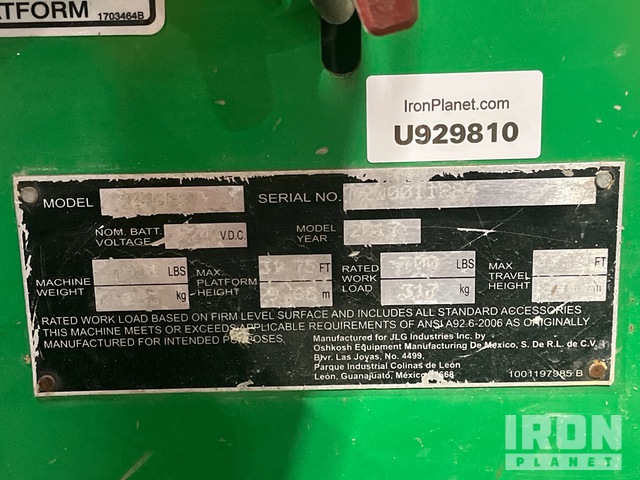 ATFORM 1703464B
IronPlanet.com
U929810
MODEL SERIAL NO.
NOM. BATT. VOLTAGE V.D.C. MODEL YEAR
MACHINE WEIGHT LBS kg MAX. PLATFORM HEIGHT FT RATED WORK LOAD LBS 317 kg MAX. TRAVEL HEIGHT FT
RATED WORK LOAD BASED ON FIRM LEVEL SURFACE AND INCLUDES ALL STANDARD ACCESSORIES
THIS MACHINE MEETS OR EXCEEDS APPLICABLE REQUIREMENTS OF ANSI A92.6-2006 AS ORIGINALLY
MANUFACTURED FOR INTENDED PURPOSES.
Manufactured for JLG Industries Inc. by
Oshkosh Equipment Manufacturing De México, S. De R.L. de C.V.
Blvr. Las Joyas, No. 4499,
Parque Industrial Colinas de León
León, Guanajuato, México
1001197985 B
IRON
PLANET